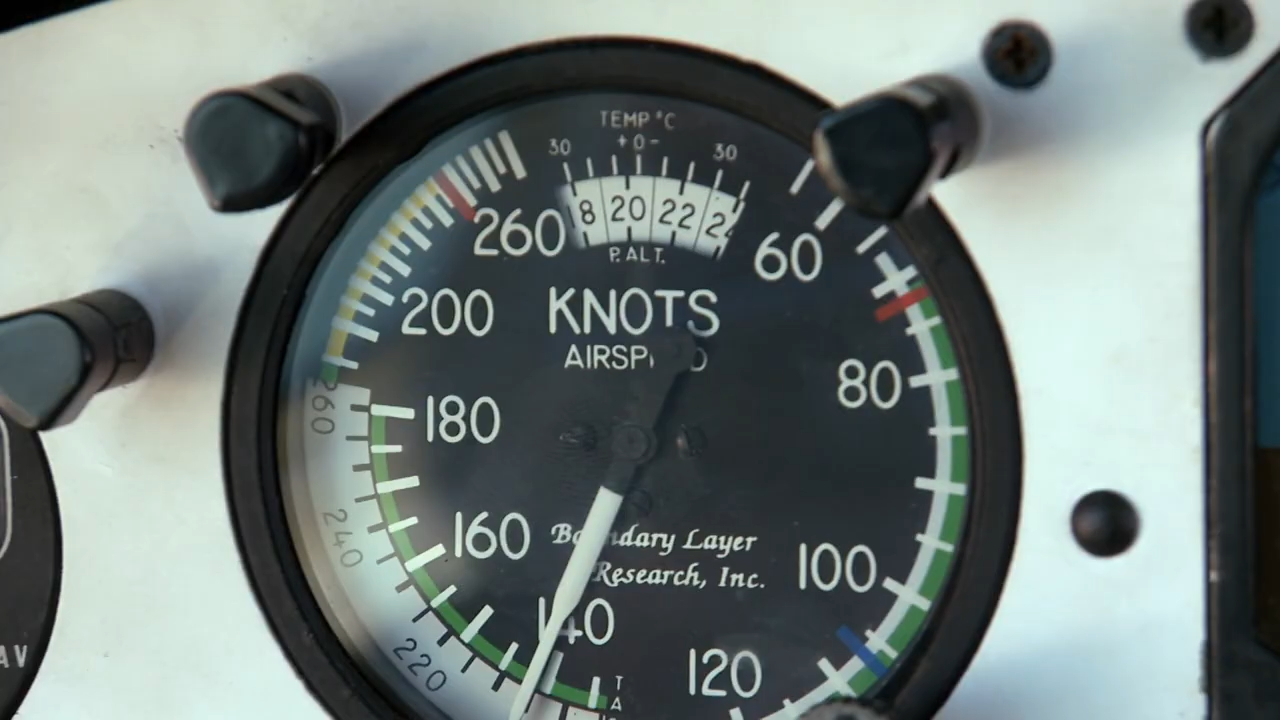 TEMP °C
30 +0- 30
8 20 22 24
P. ALT.
260
60
KNOTS
200
80
180
260
160
240
Boundary Layer
Research, Inc.
100
140
220
120
T
A
AV